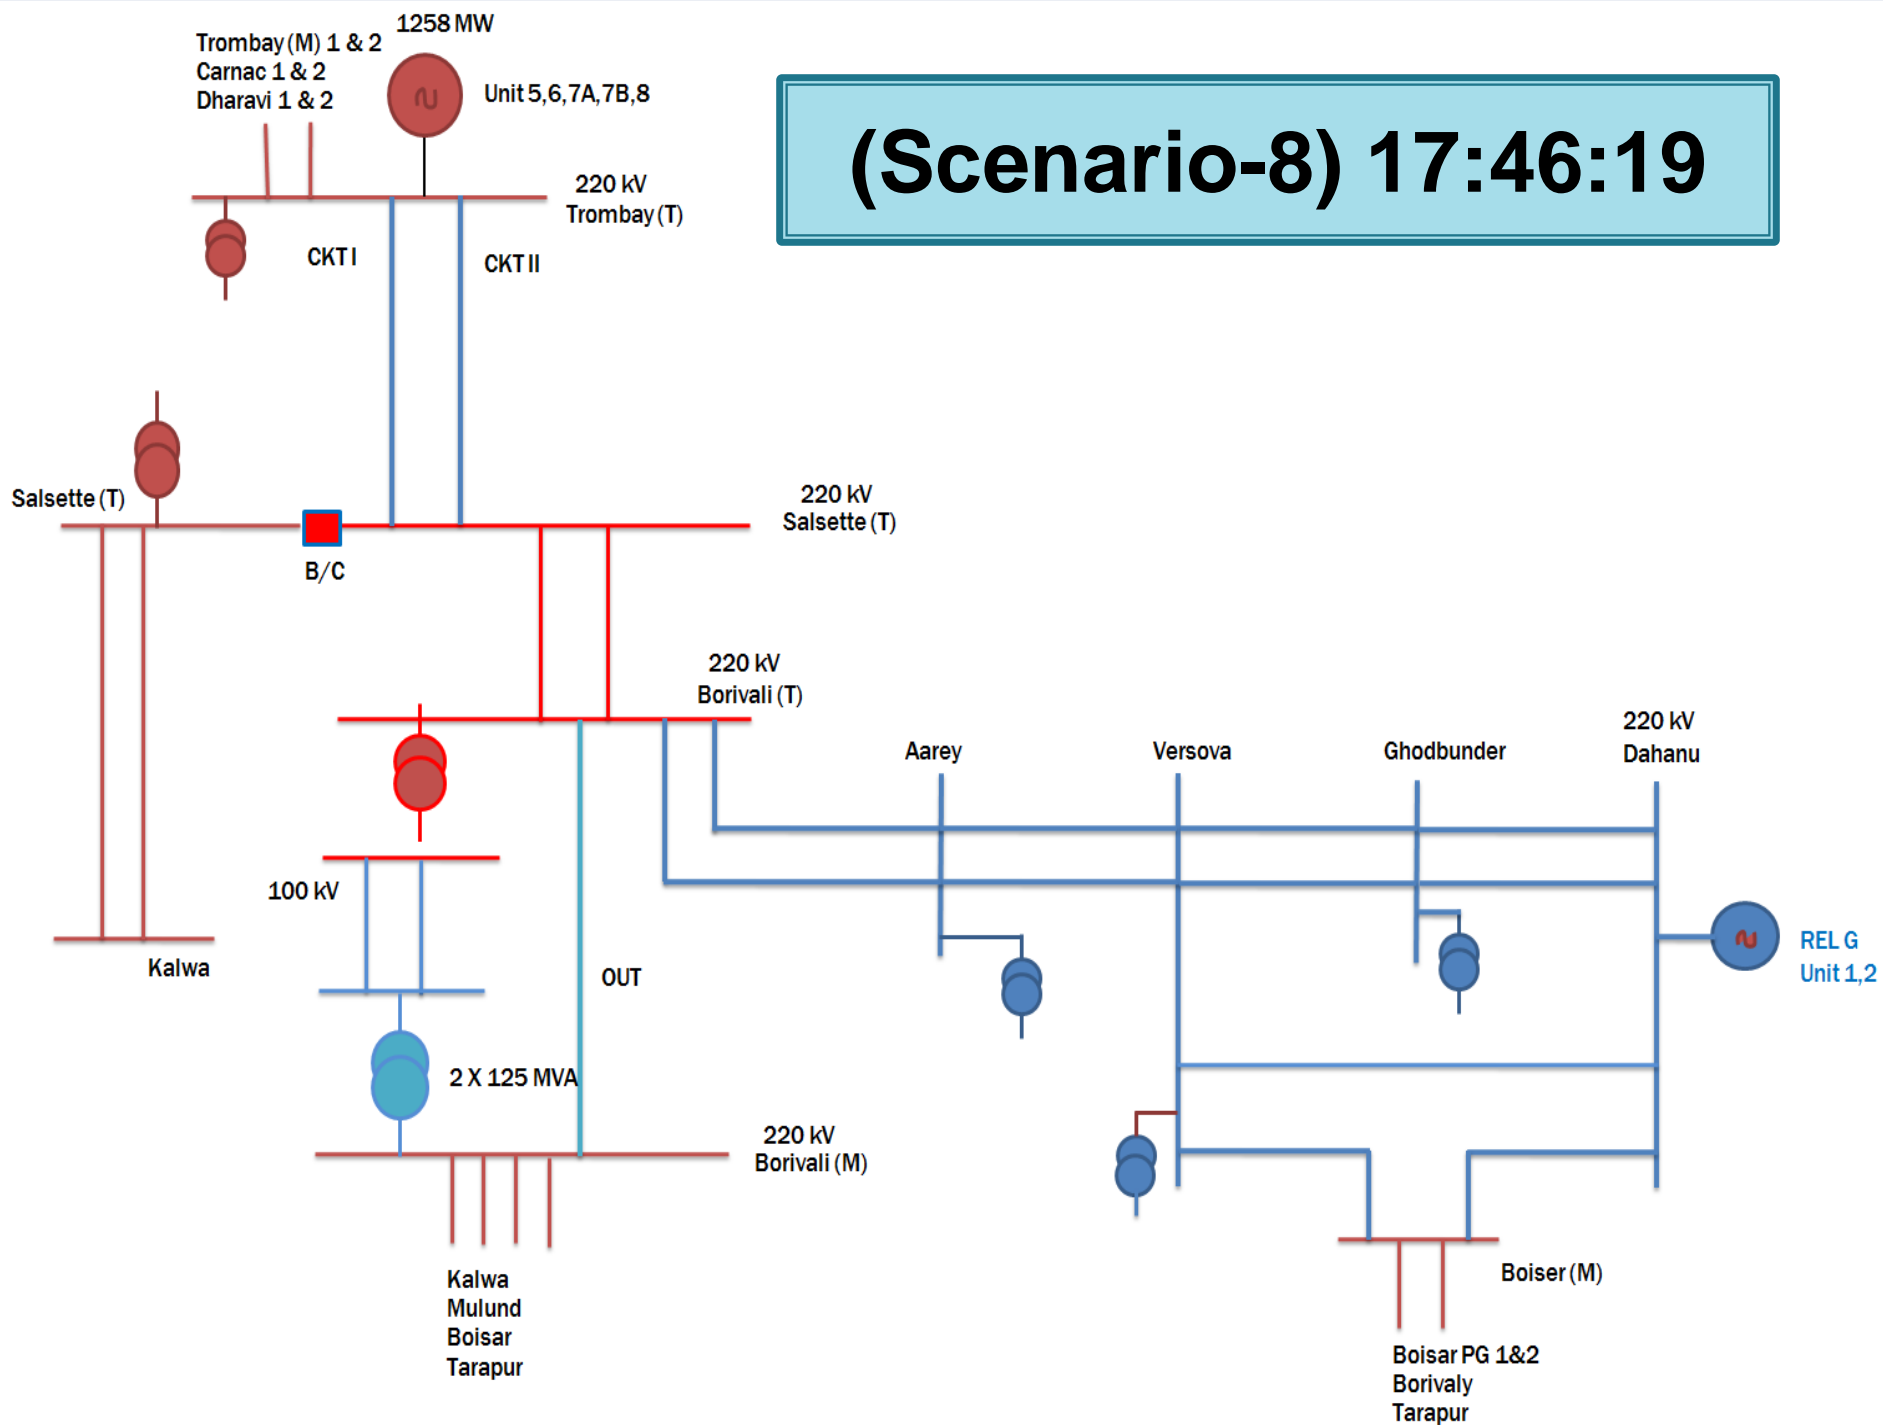 1258 MW
Trombay (M) 1 & 2
Carnac 1 & 2
Dharavi 1 & 2
Unit 5,6,7A,7B,8
(Scenario-8) 17:46:19
220 kV
Trombay (T)
CKT I
CKT II
Salsette (T)
220 kV
Salsette (T)
B/C
220 kV
Borivali (T)
Aarey
Versova
Ghodbunder
220 kV
Dahanu
100 kV
Kalwa
OUT
REL G
Unit 1,2
2 X 125 MVA
220 kV
Borivali (M)
Kalwa
Mulund
Boisar
Tarapur
Boiser (M)
Boisar PG 1&2
Borivaly
Tarapur